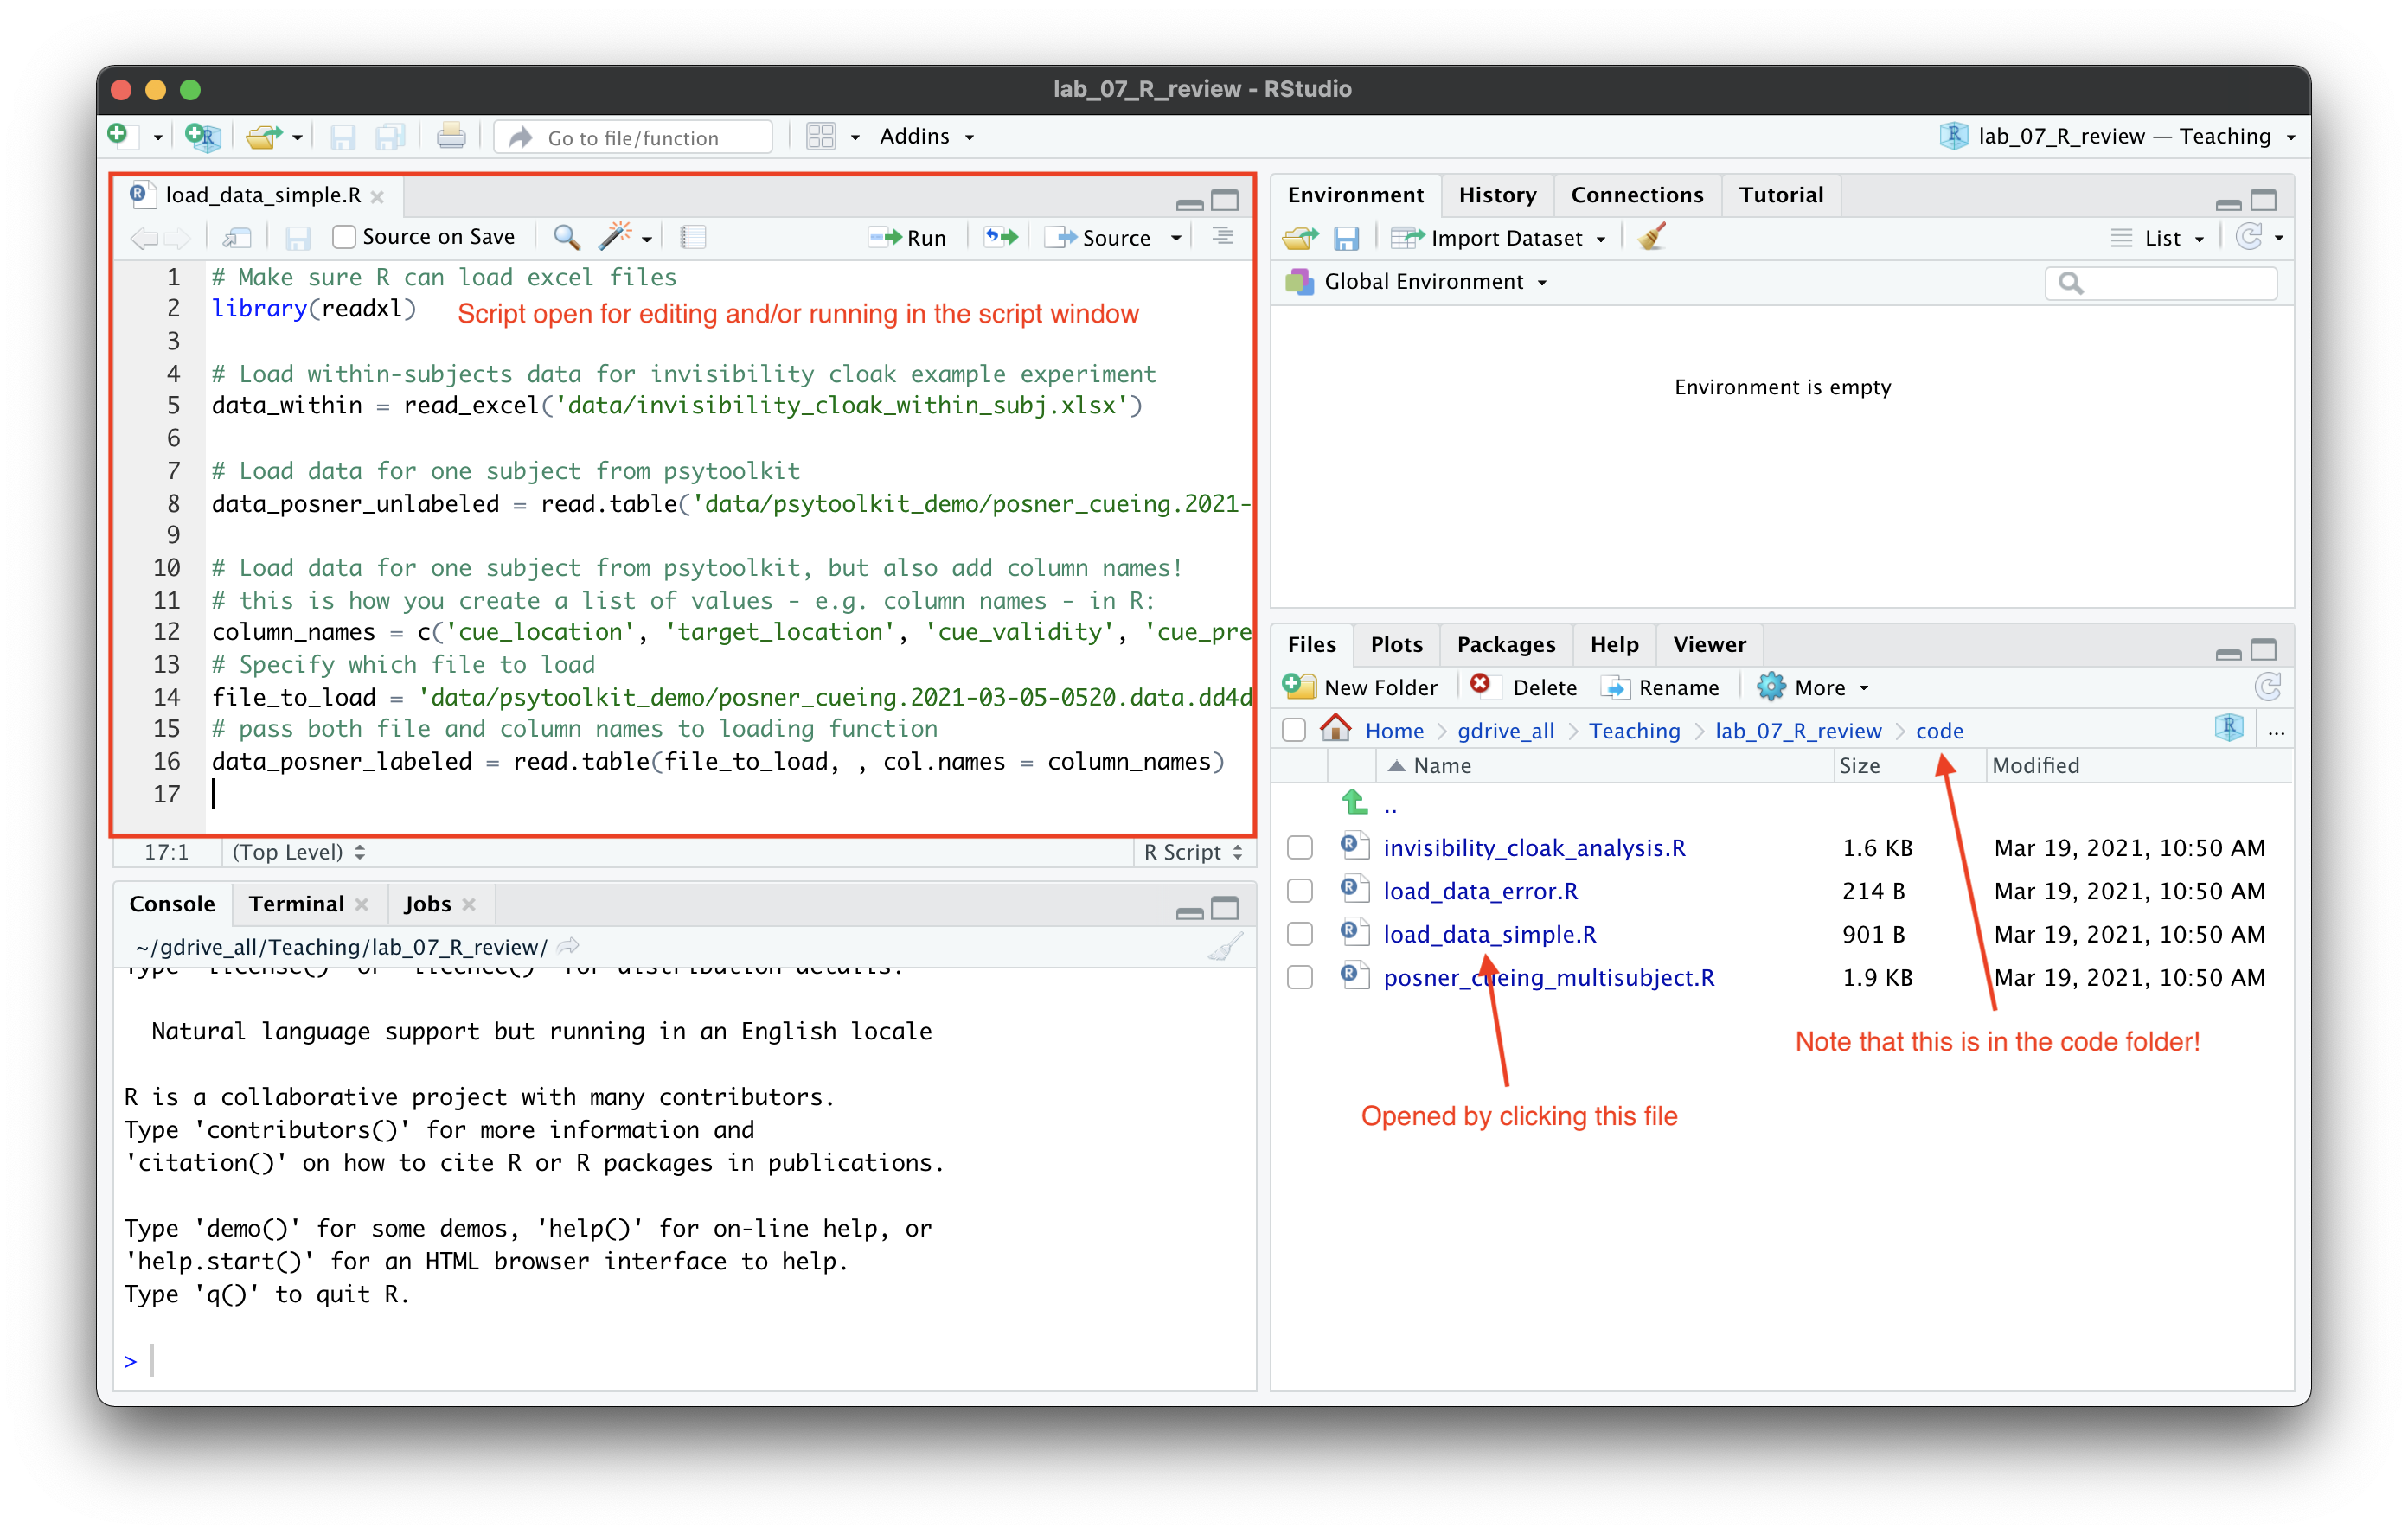 lab_07_R_review - RStudio
Go to file/function
Addins
lab_07_R_review — Teaching
load_data_simple.R
Source on Save
Run
Source
1 # Make sure R can load excel files
2 library(readxl)
Script open for editing and/or running in the script window
3
4 # Load within-subjects data for invisibility cloak example experiment
5 data_within = read_excel('data/invisibility_cloak_within_subj.xlsx')
6
7 # Load data for one subject from psytoolkit
8 data_posner_unlabeled = read.table('data/psytoolkit_demo/posner_cueing.2021-
9
10 # Load data for one subject from psytoolkit, but also add column names!
11 # this is how you create a list of values - e.g. column names - in R:
12 column_names = c('cue_location', 'target_location', 'cue_validity', 'cue_pre
13 # Specify which file to load
14 file_to_load = 'data/psytoolkit_demo/posner_cueing.2021-03-05-0520.data.dd4d
15 # pass both file and column names to loading function
16 data_posner_labeled = read.table(file_to_load, , col.names = column_names)
17
17:1 (Top Level) R Script
Console Terminal Jobs
~/gdrive_all/Teaching/lab_07_R_review/
Type 'license()' or 'licence()' for distribution details.
Natural language support but running in an English locale
R is a collaborative project with many contributors.
Type 'contributors()' for more information and
'citation()' on how to cite R or R packages in publications.
Type 'demo()' for some demos, 'help()' for on-line help, or
'help.start()' for an HTML browser interface to help.
Type 'q()' to quit R.
>
Environment History Connections Tutorial
Import Dataset List
Global Environment
Environment is empty
Files Plots Packages Help Viewer
New Folder Delete Rename More
Home gdrive_all Teaching lab_07_R_review code ...
Name Size Modified
..
invisibility_cloak_analysis.R 1.6 KB Mar 19, 2021, 10:50 AM
load_data_error.R 214 B Mar 19, 2021, 10:50 AM
load_data_simple.R 901 B Mar 19, 2021, 10:50 AM
posner_cueing_multisubject.R 1.9 KB Mar 19, 2021, 10:50 AM
Note that this is in the code folder!
Opened by clicking this file